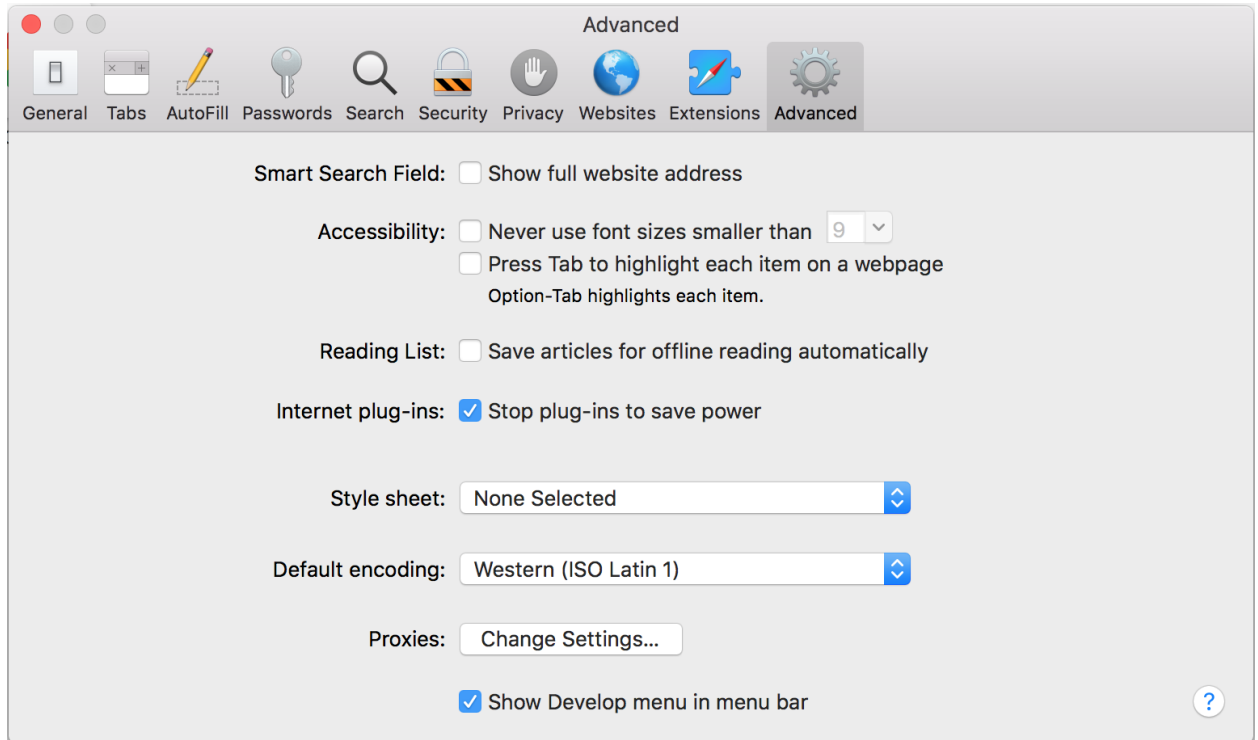 Advanced
General Tabs AutoFill Passwords Search Security Privacy Websites Extensions Advanced
Smart Search Field: Show full website address
Accessibility: Never use font sizes smaller than 9
Press Tab to highlight each item on a webpage
Option-Tab highlights each item.
Reading List: Save articles for offline reading automatically
Internet plug-ins: Stop plug-ins to save power
Style sheet: None Selected
Default encoding: Western (ISO Latin 1)
Proxies: Change Settings...
Show Develop menu in menu bar ?